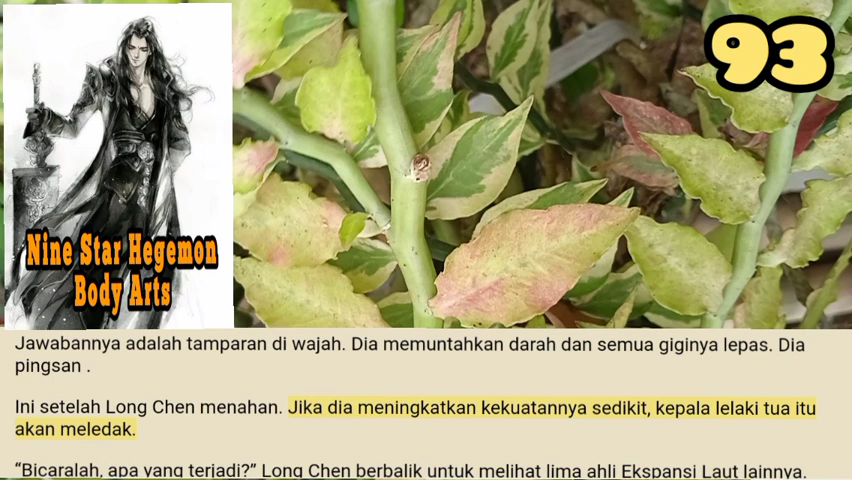 93
Nine Star Hegemon
Body Arts
Jawabannya adalah tamparan di wajah. Dia memuntahkan darah dan semua giginya lepas. Dia
pingsan .
Ini setelah Long Chen menahan. Jika dia meningkatkan kekuatannya sedikit, kepala lelaki tua itu
akan meledak.
“Bicaralah, apa yang terjadi?” Long Chen berbalik untuk melihat lima ahli Ekspansi Laut lainnya.